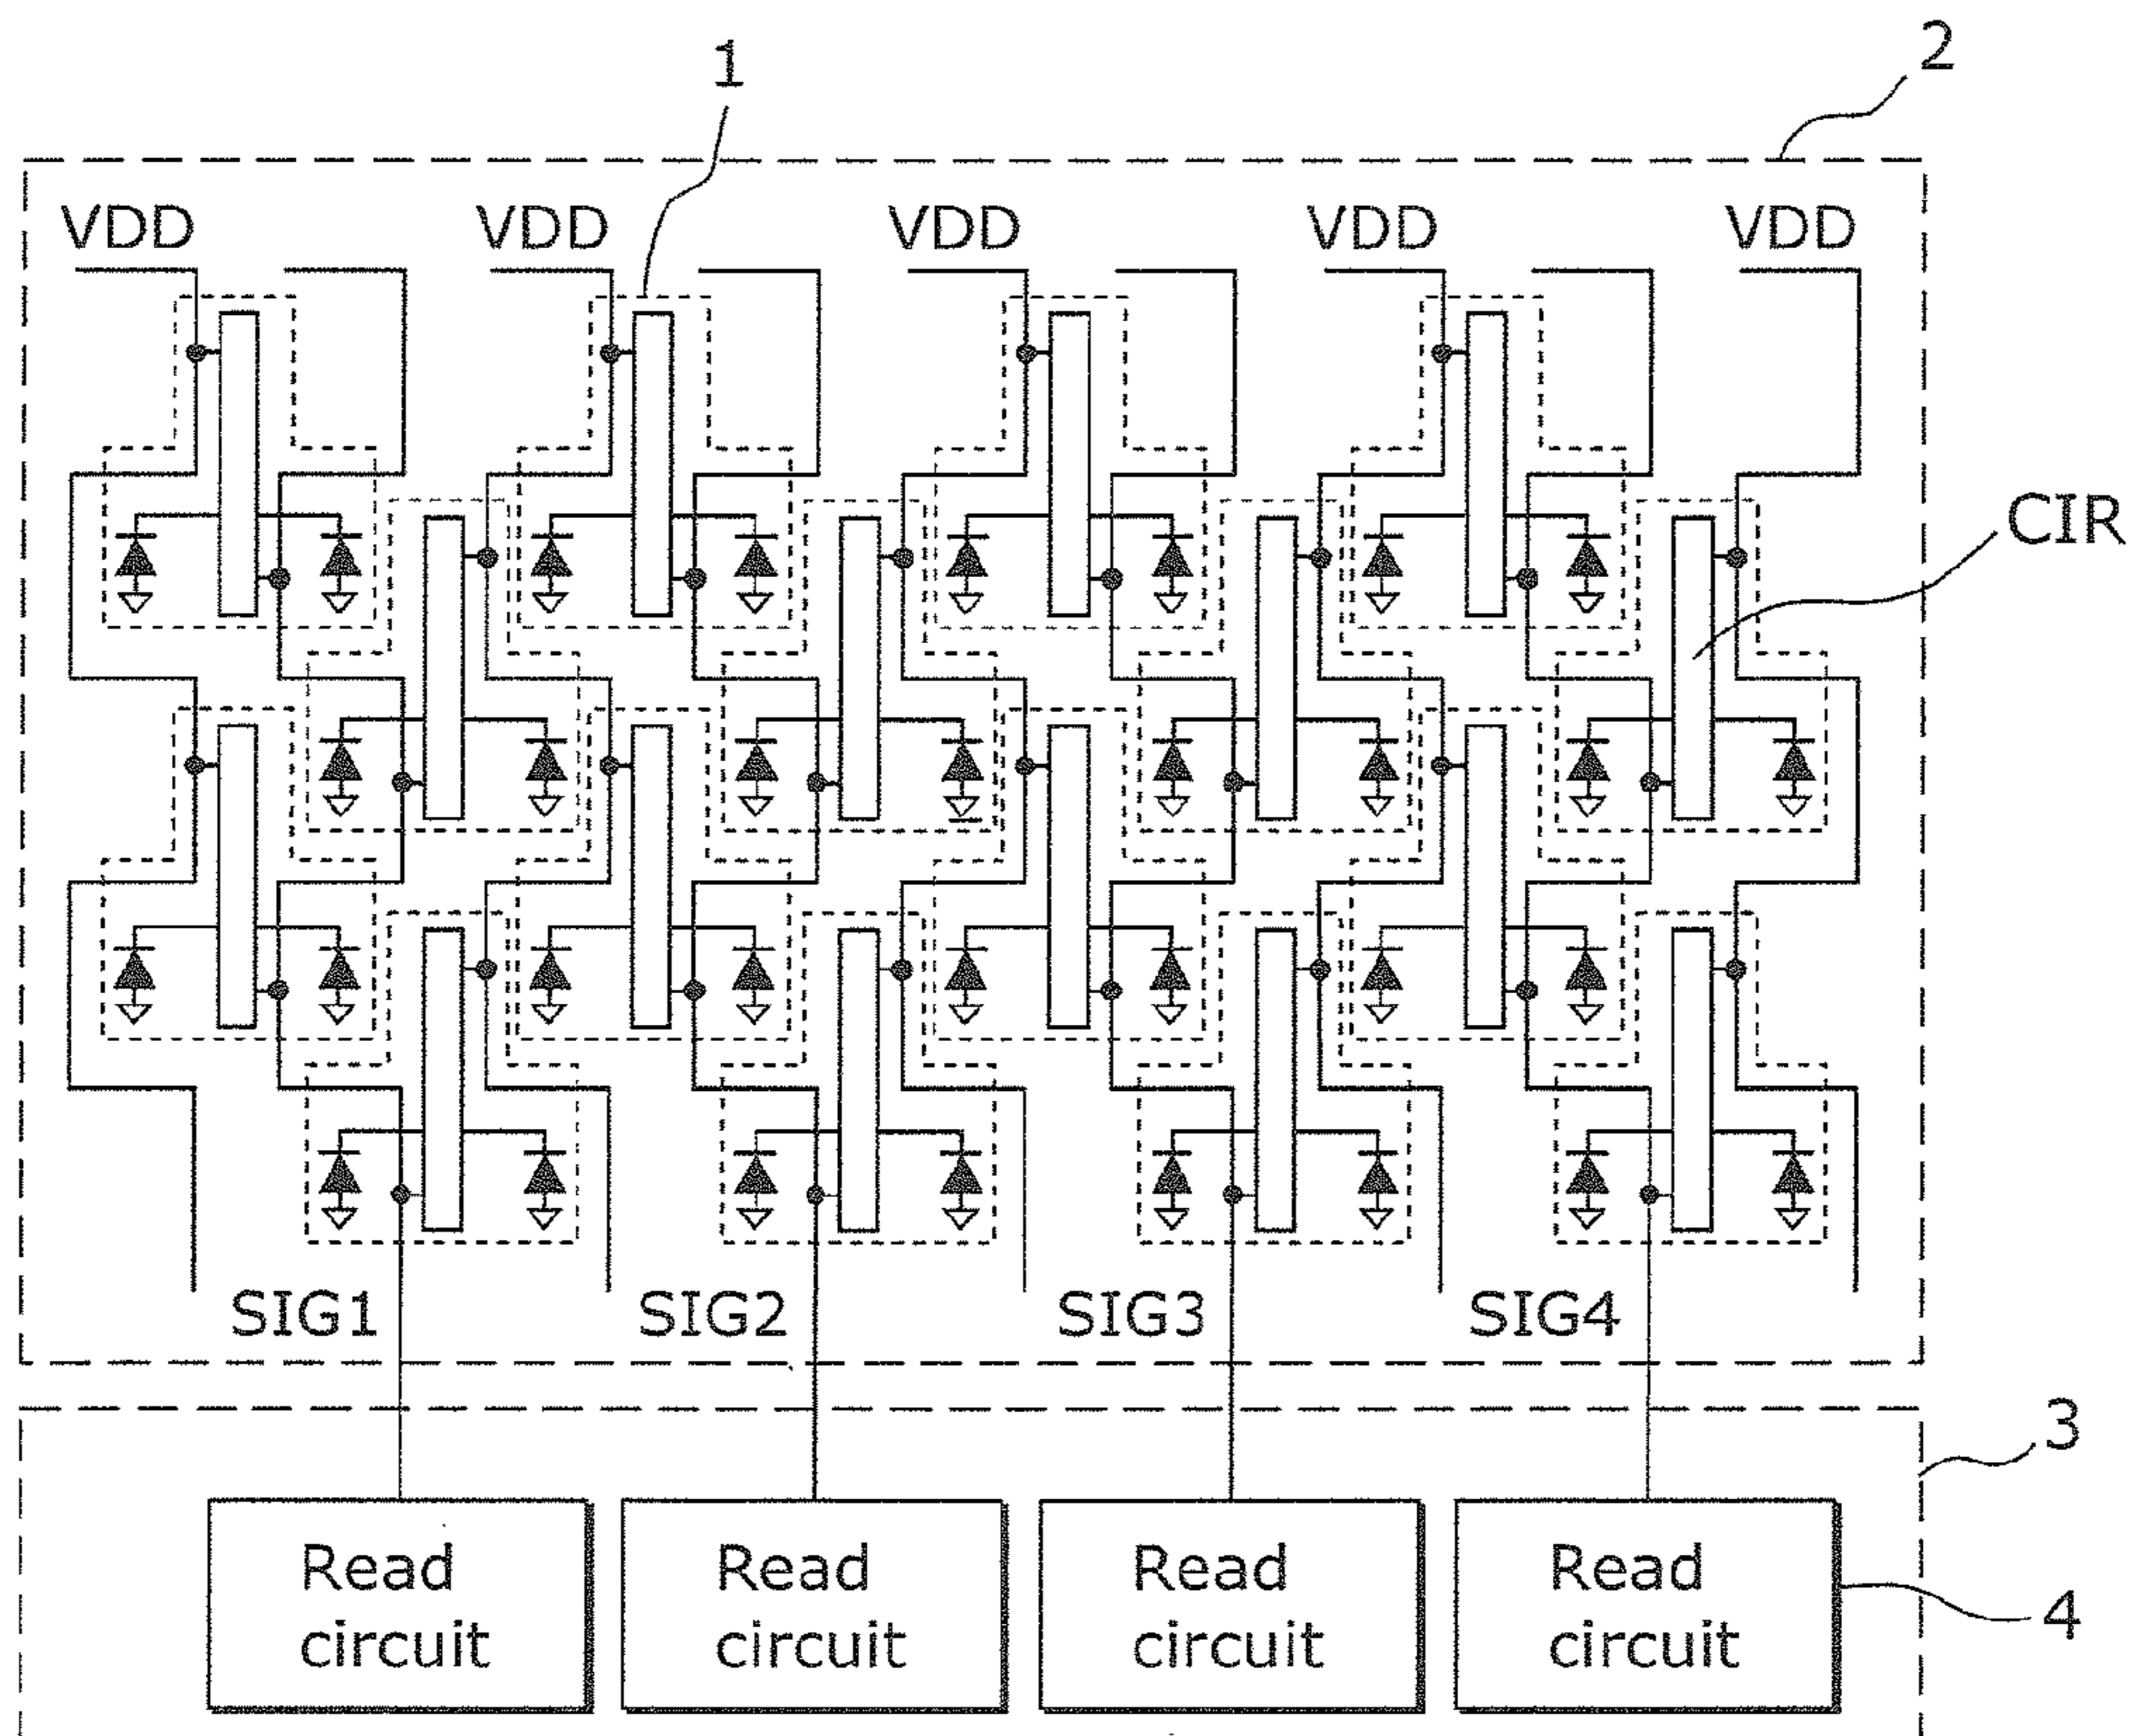 1
2
VDD VDD VDD VDD VDD
CIR
SIG1 SIG2 SIG3 SIG4
3
Read circuit
Read circuit
Read circuit
Read circuit
4